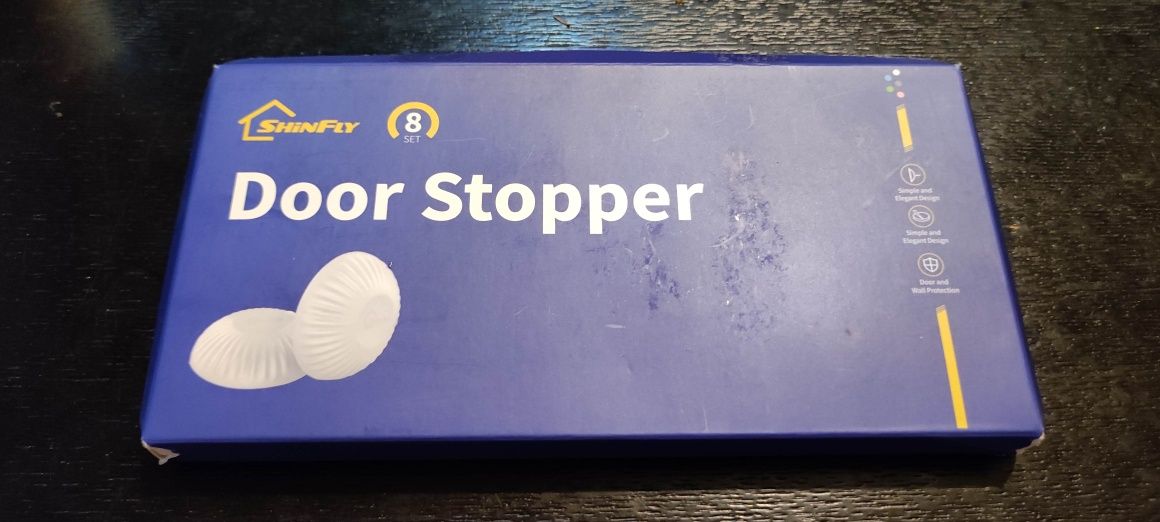 ShinFly
8
SET
Door Stopper
Simple and
Elegant Design
Simple and
Elegant Design
Door and
Wall Protection